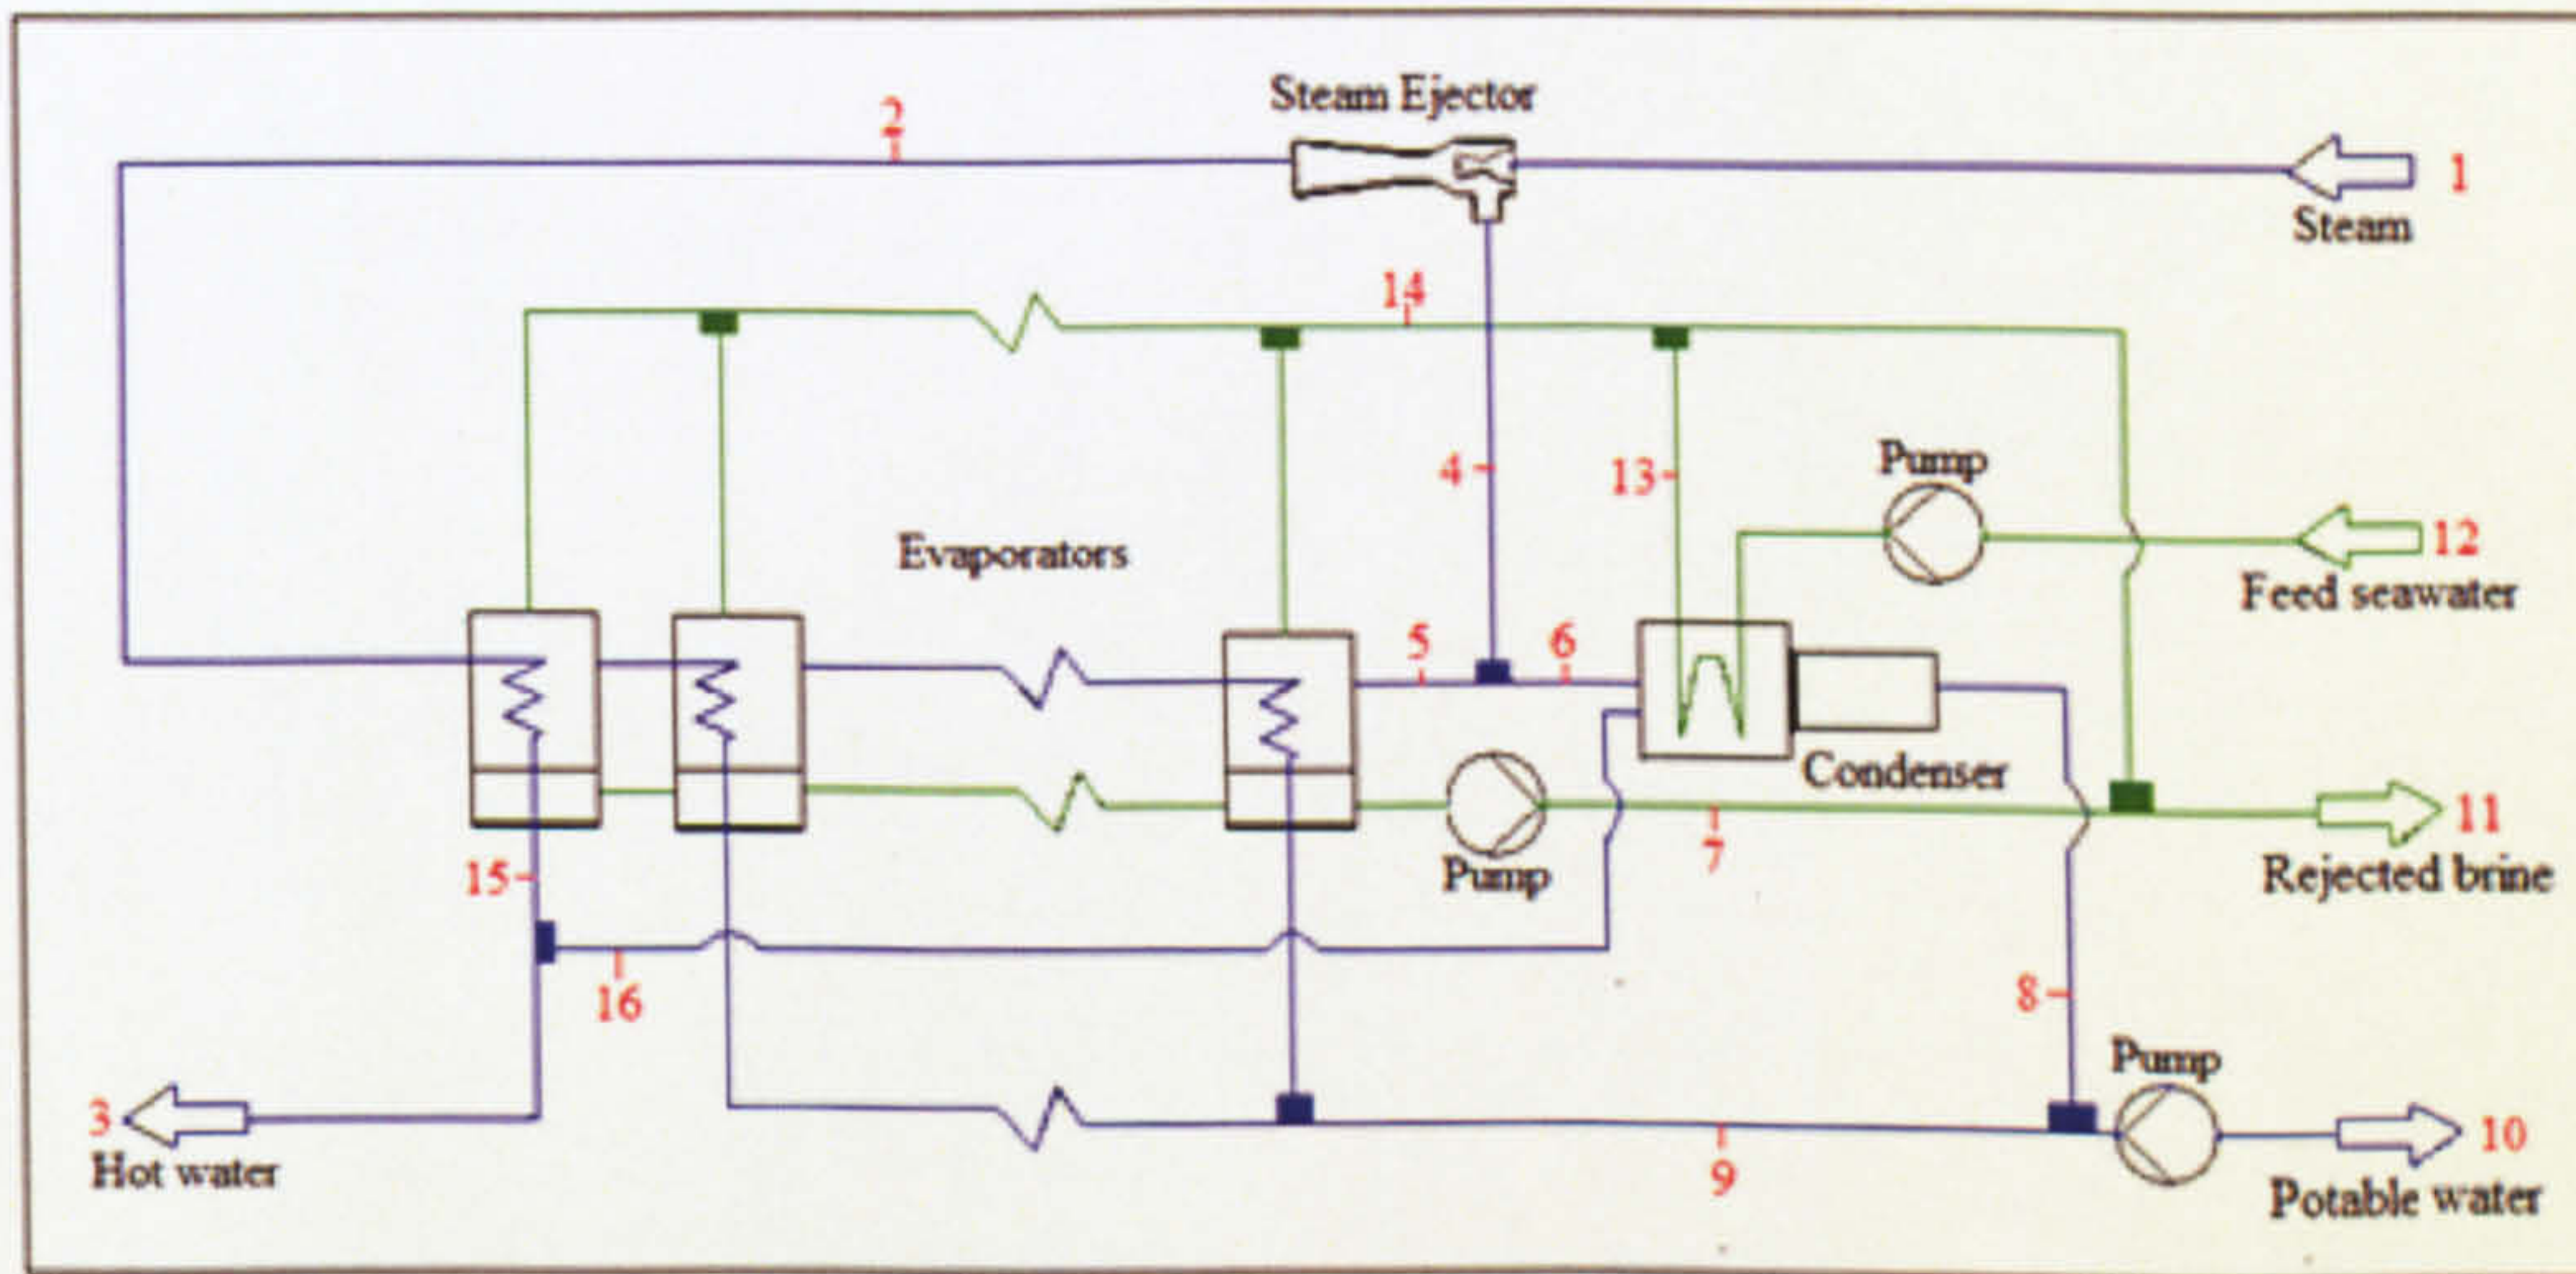 Steam Ejector
2
1
Steam
14
4
13
Pump
12
Feed seawater
Evaporators
5
6
Condenser
7
Pump
11
Rejected brine
15
16
8
Pump
3
Hot water
9
10
Potable water